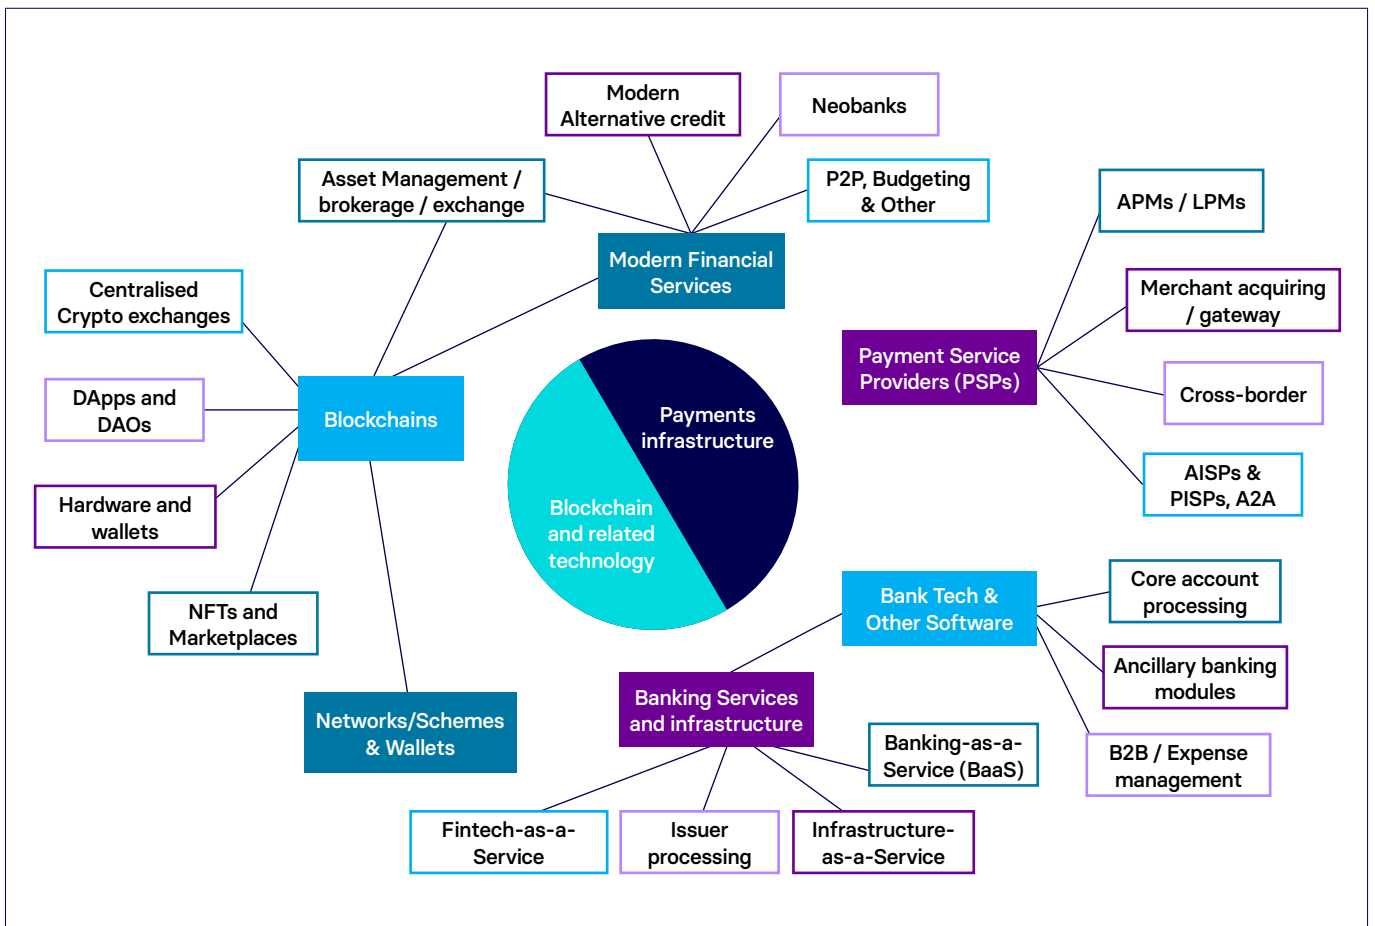 Modern
Alternative credit
Neobanks
Asset Management /
brokerage / exchange
P2P, Budgeting
& Other
APMs / LPMs
Modern Financial
Services
Centralised
Crypto exchanges
Merchant acquiring
/ gateway
Payment Service
Providers (PSPs)
Cross-border
DApps and
DAOs
Blockchains
Payments
infrastructure
AISPs &
PISPs, A2A
Hardware and
wallets
Blockchain
and related
technology
Core account
processing
Bank Tech &
Other Software
NFTs and
Marketplaces
Ancillary banking
modules
Banking Services
and infrastructure
Networks/Schemes
& Wallets
Banking-as-a-
Service (BaaS)
B2B / Expense
management
Fintech-as-a-
Service
Issuer
processing
Infrastructure-
as-a-Service